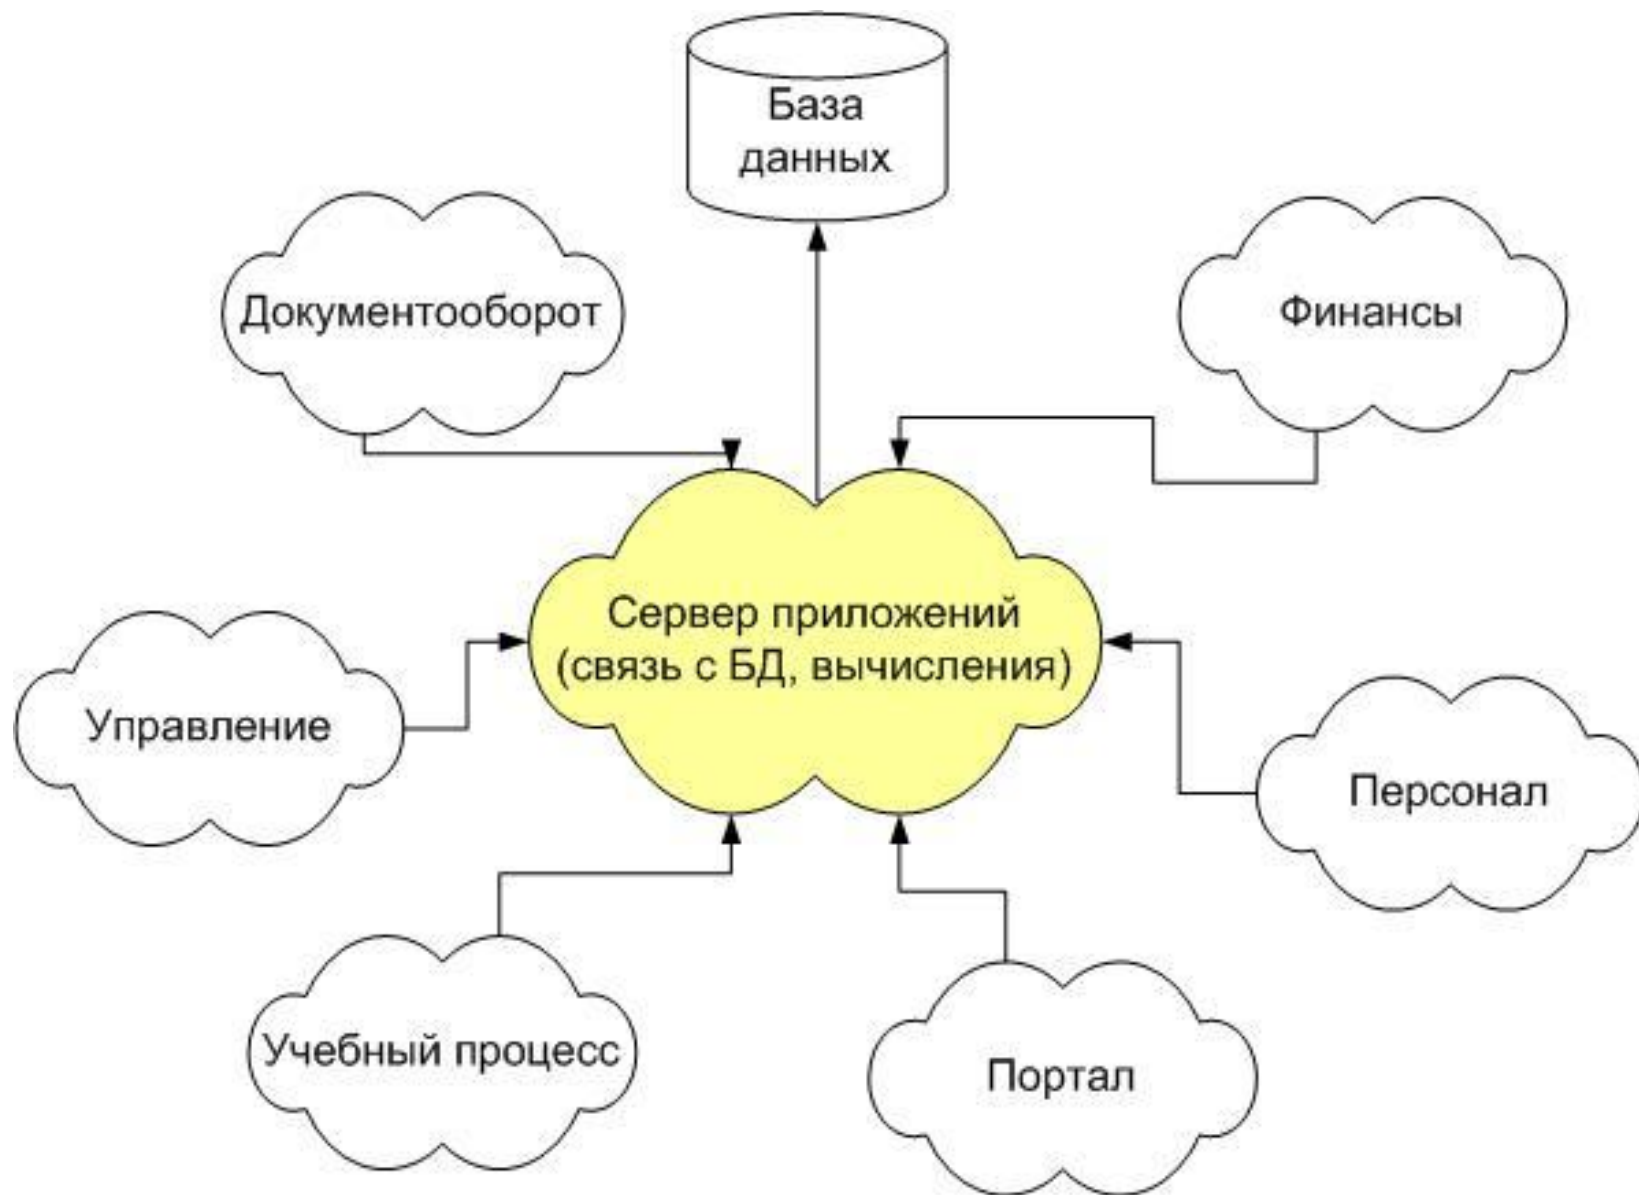 База
данных
Документооборот
Финансы
Сервер приложений
(связь с БД, вычисления)
Управление
Персонал
Учебный процесс
Портал